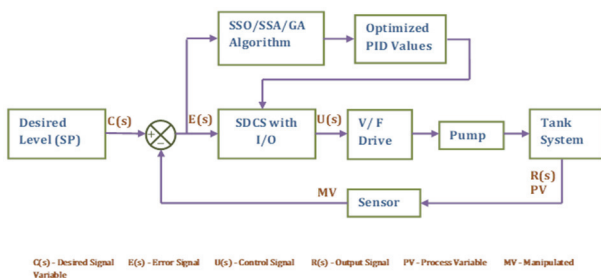 SSO/SSA/GA
Algorithm
Optimized
PID Values
Desired
Level (SP)
C(s)
+
−
E(s)
SDCS with
I/O
U(s)
V/F
Drive
Pump
Tank
System
R(s)
PV
MV
Sensor
C(s) - Desired Signal Variable E(s) - Error Signal U(s) - Control Signal R(s) - Output Signal PV - Process Variable MV - Manipulated